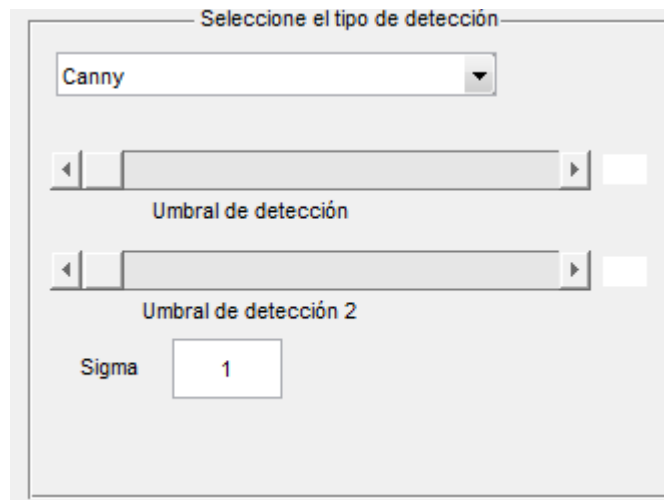 Seleccione el tipo de detección
Canny
Umbral de detección
Umbral de detección 2
Sigma
1